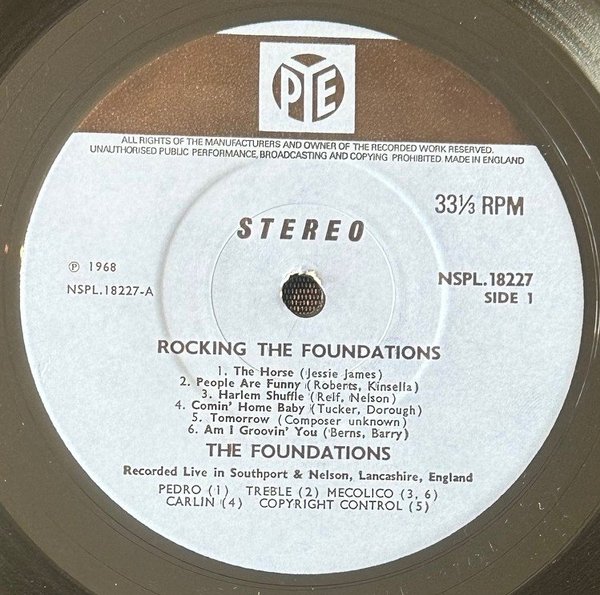 PYE
ALL RIGHTS OF THE MANUFACTURERS AND OWNER OF THE RECORDED WORK RESERVED.
UNAUTHORISED PUBLIC PERFORMANCE, BROADCASTING AND COPYING PROHIBITED. MADE IN ENGLAND
33⅓ RPM
STEREO
℗ 1968
NSPL.18227-A
NSPL.18227
SIDE 1
ROCKING THE FOUNDATIONS
1. The Horse (Jessie James)
2. People Are Funny (Roberts, Kinsella)
3. Harlem Shuffle (Relf, Nelson)
4. Comin' Home Baby (Tucker, Dorough)
5. Tomorrow (Composer unknown)
6. Am I Groovin' You (Berns, Barry)
THE FOUNDATIONS
Recorded Live in Southport & Nelson, Lancashire, England
PEDRO (1) TREBLE (2) MECOLICO (3, 6)
CARLIN (4) COPYRIGHT CONTROL (5)